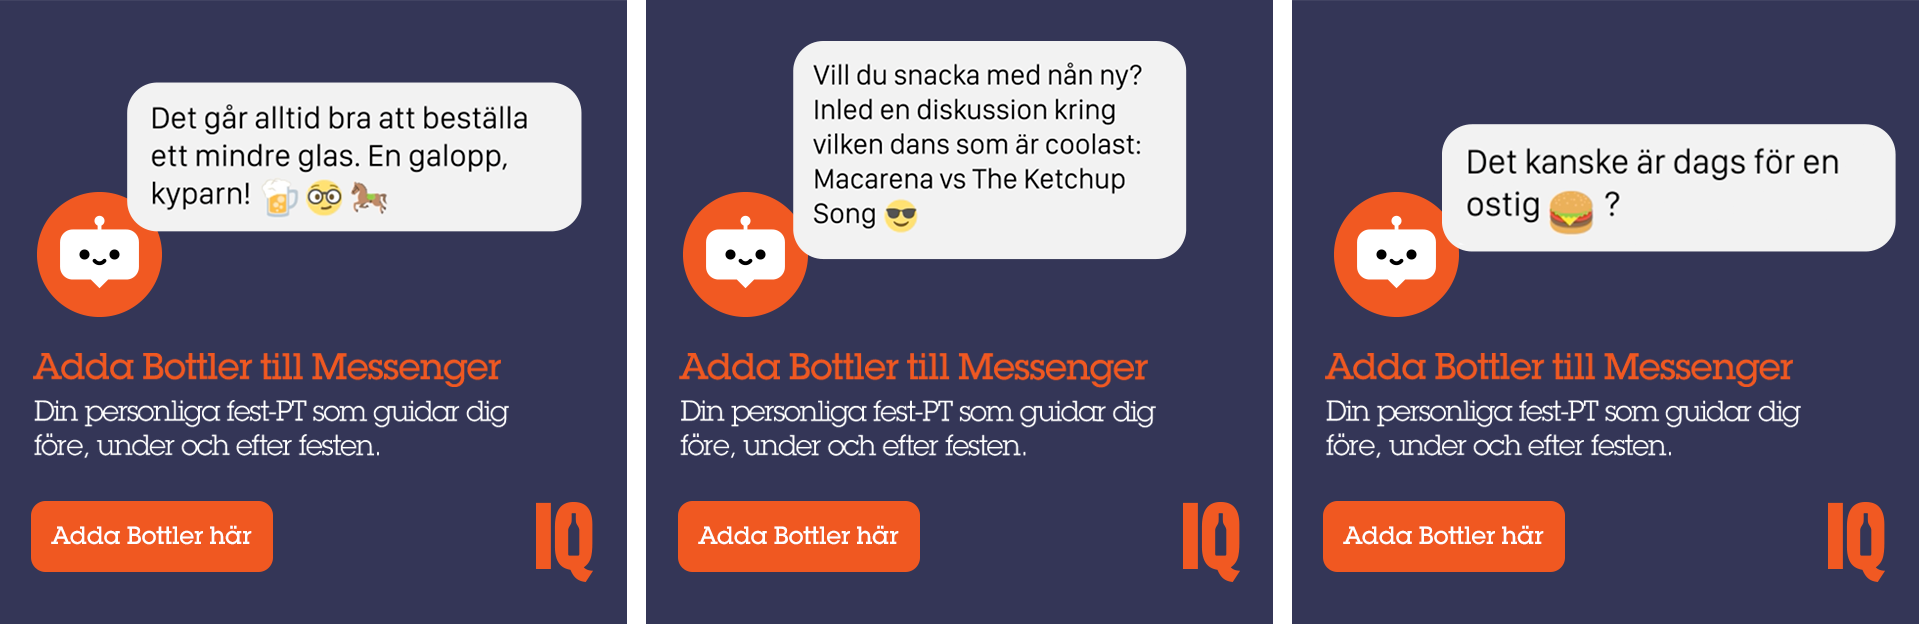 Det går alltid bra att beställa
ett mindre glas. En galopp,
kyparn! 🍺🤓🎠
Adda Bottler till Messenger
Din personliga fest-PT som guidar dig
före, under och efter festen.
Adda Bottler här
IQ
Vill du snacka med nån ny?
Inled en diskussion kring
vilken dans som är coolast:
Macarena vs The Ketchup
Song 😎
Adda Bottler till Messenger
Din personliga fest-PT som guidar dig
före, under och efter festen.
Adda Bottler här
IQ
Det kanske är dags för en
ostig 🍔 ?
Adda Bottler till Messenger
Din personliga fest-PT som guidar dig
före, under och efter festen.
Adda Bottler här
IQ